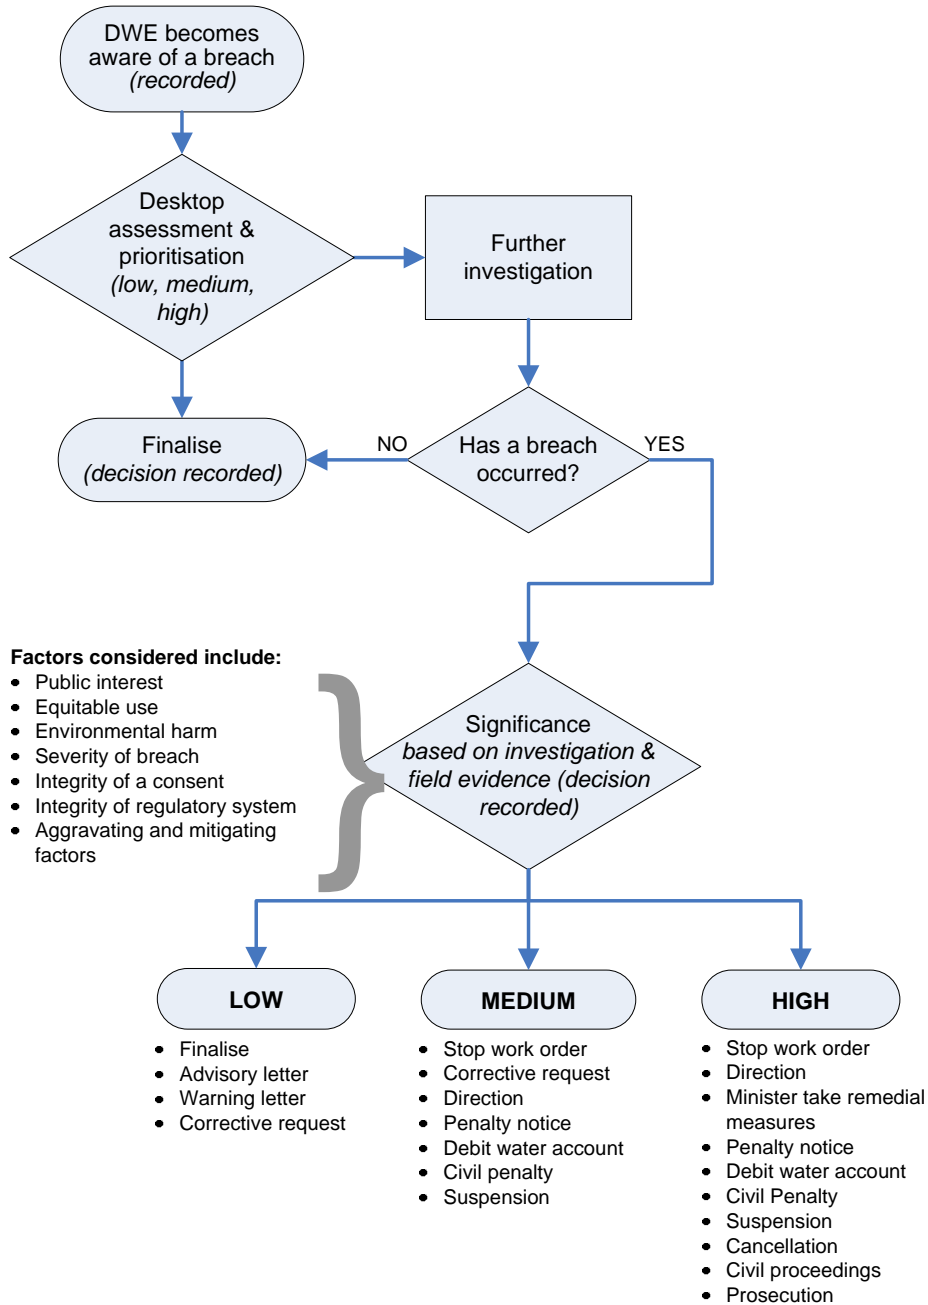 DWE becomes
aware of a breach
(recorded)
Desktop
assessment &
prioritisation
(low, medium,
high)
Further
investigation
Finalise
(decision recorded)
NO
Has a breach
occurred?
YES
Factors considered include:
• Public interest
• Equitable use
• Environmental harm
• Severity of breach
• Integrity of a consent
• Integrity of regulatory system
• Aggravating and mitigating
factors
}
Significance
based on investigation &
field evidence (decision
recorded)
LOW
• Finalise
• Advisory letter
• Warning letter
• Corrective request
MEDIUM
• Stop work order
• Corrective request
• Direction
• Penalty notice
• Debit water account
• Civil penalty
• Suspension
HIGH
• Stop work order
• Direction
• Minister take remedial
measures
• Penalty notice
• Debit water account
• Civil Penalty
• Suspension
• Cancellation
• Civil proceedings
• Prosecution